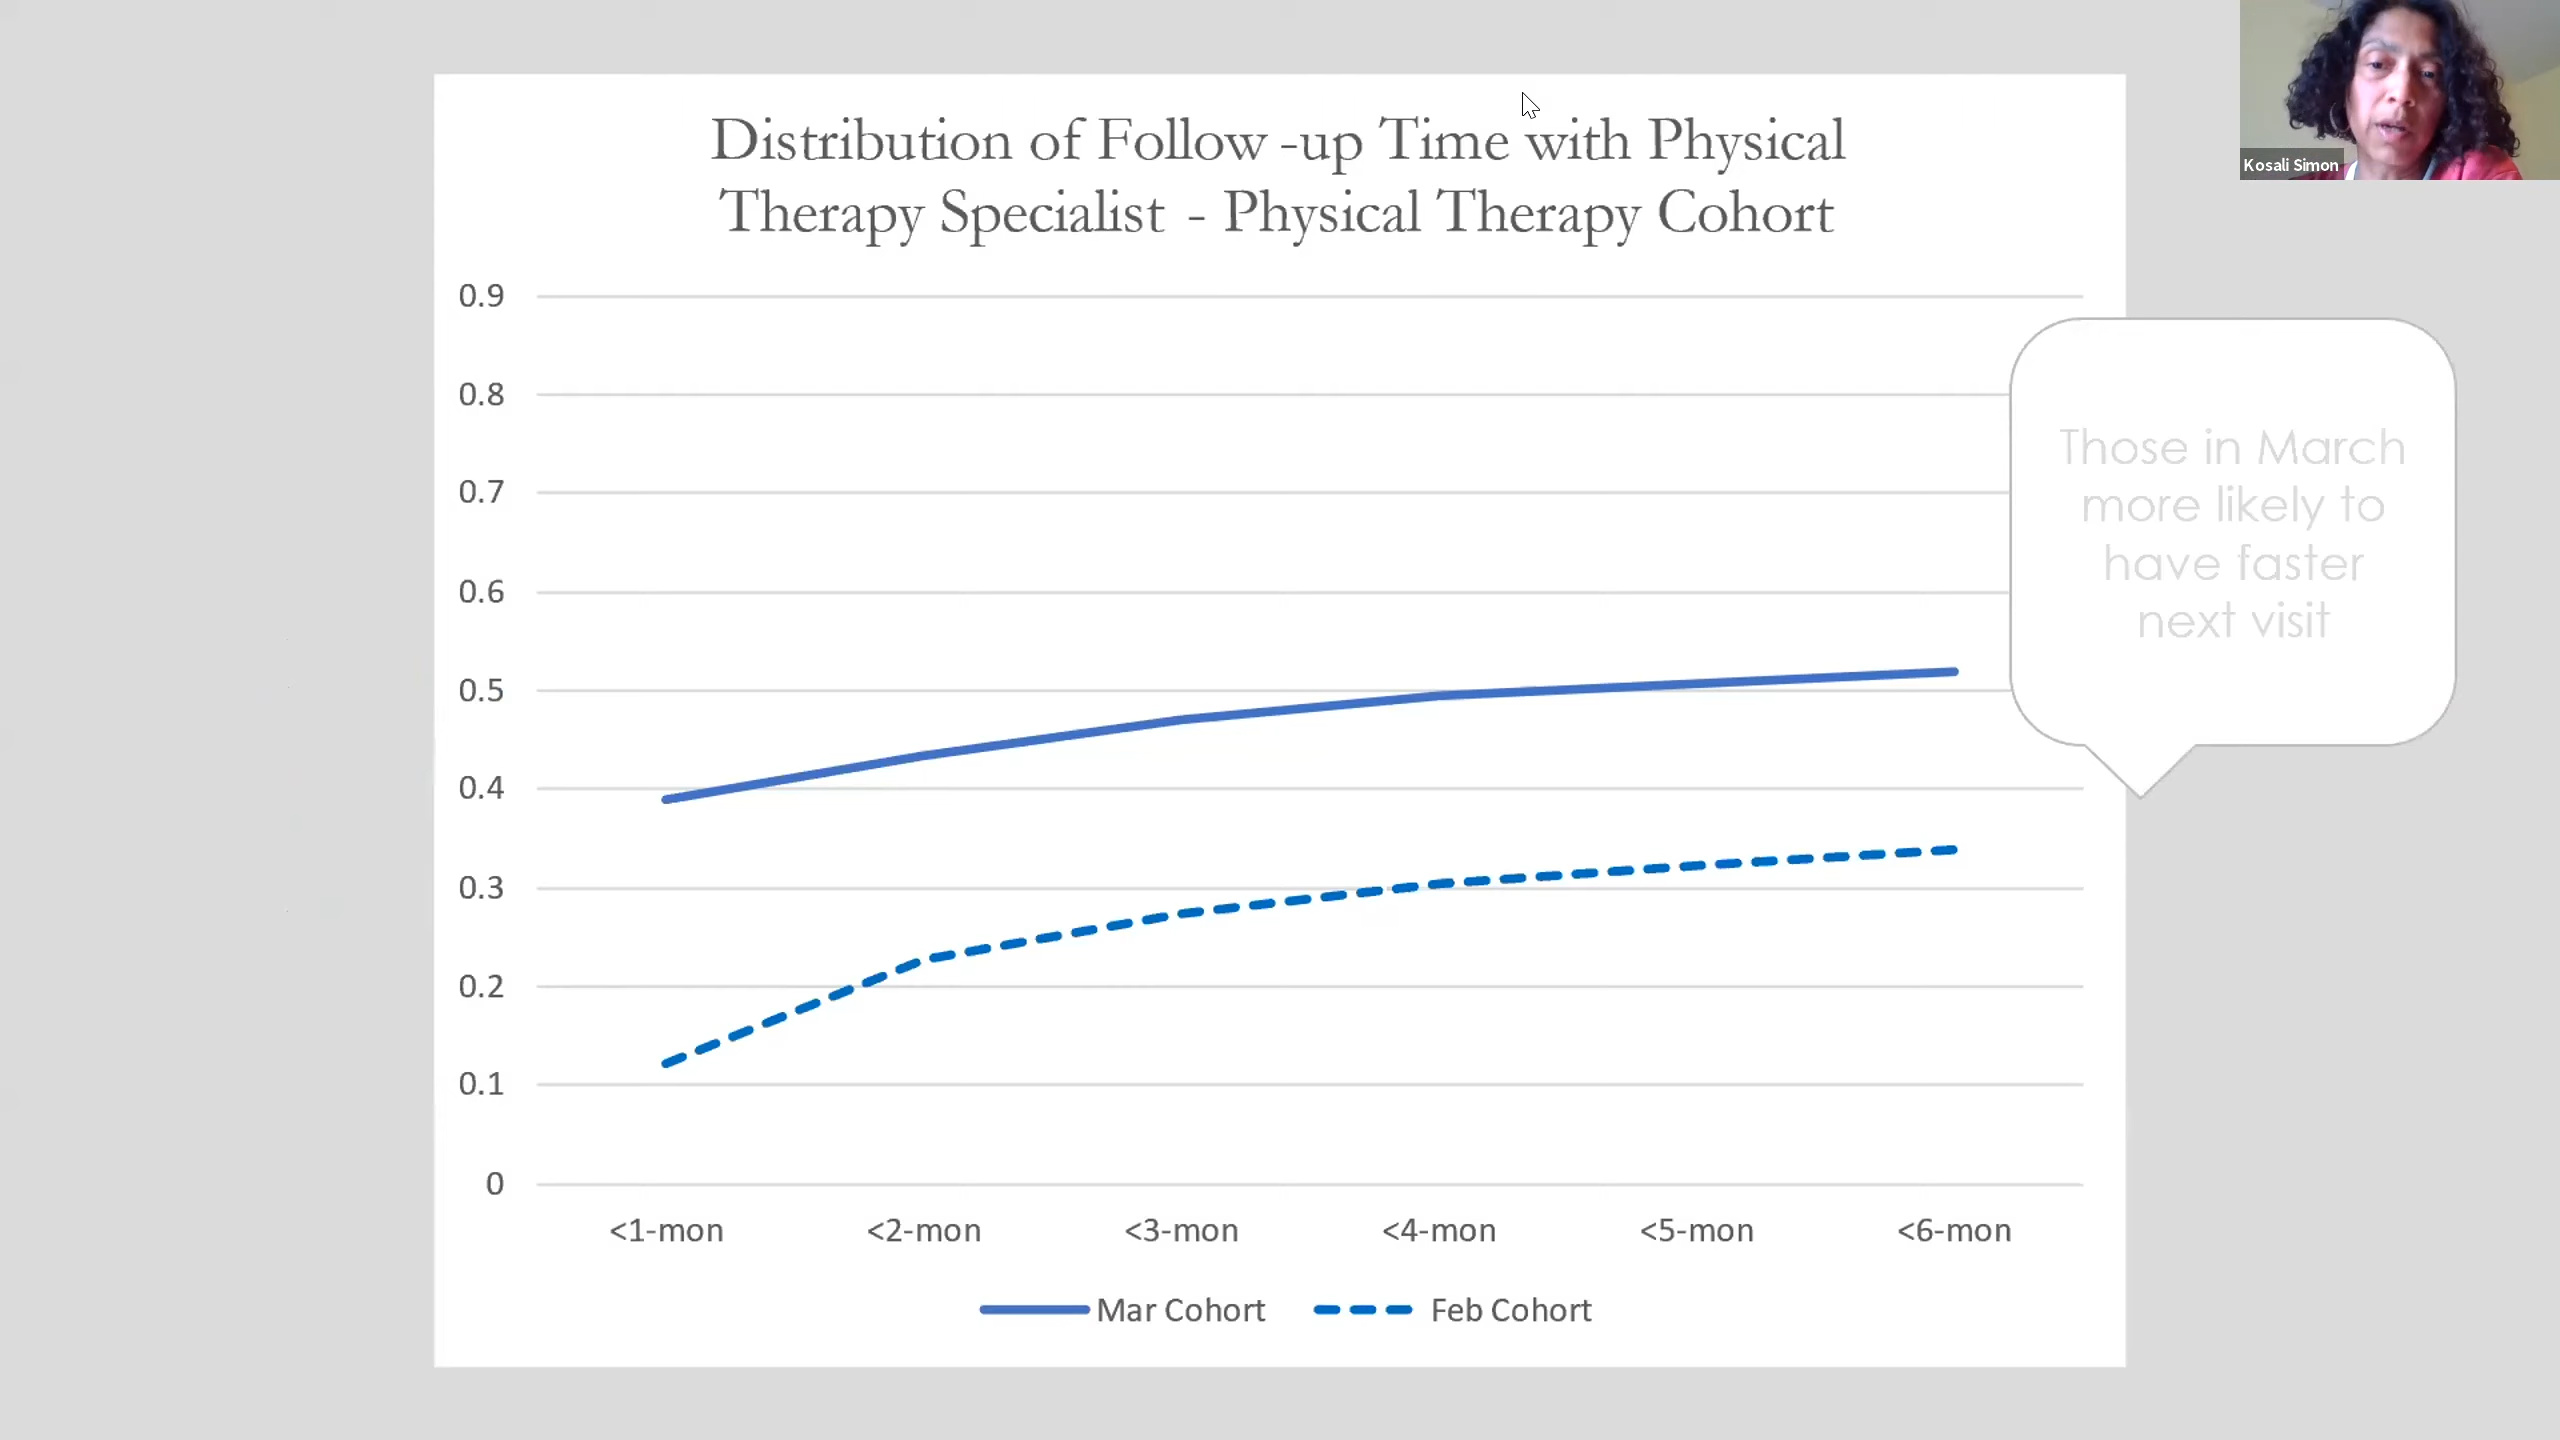 Distribution of Follow -up Time with Physical
Therapy Specialist - Physical Therapy Cohort
Kosali Simon
0.9
0.8
0.7
0.6
0.5
0.4
0.3
0.2
0.1
0
Those in March
more likely to
have faster
next visit
<1-mon <2-mon <3-mon <4-mon <5-mon <6-mon
Mar Cohort Feb Cohort